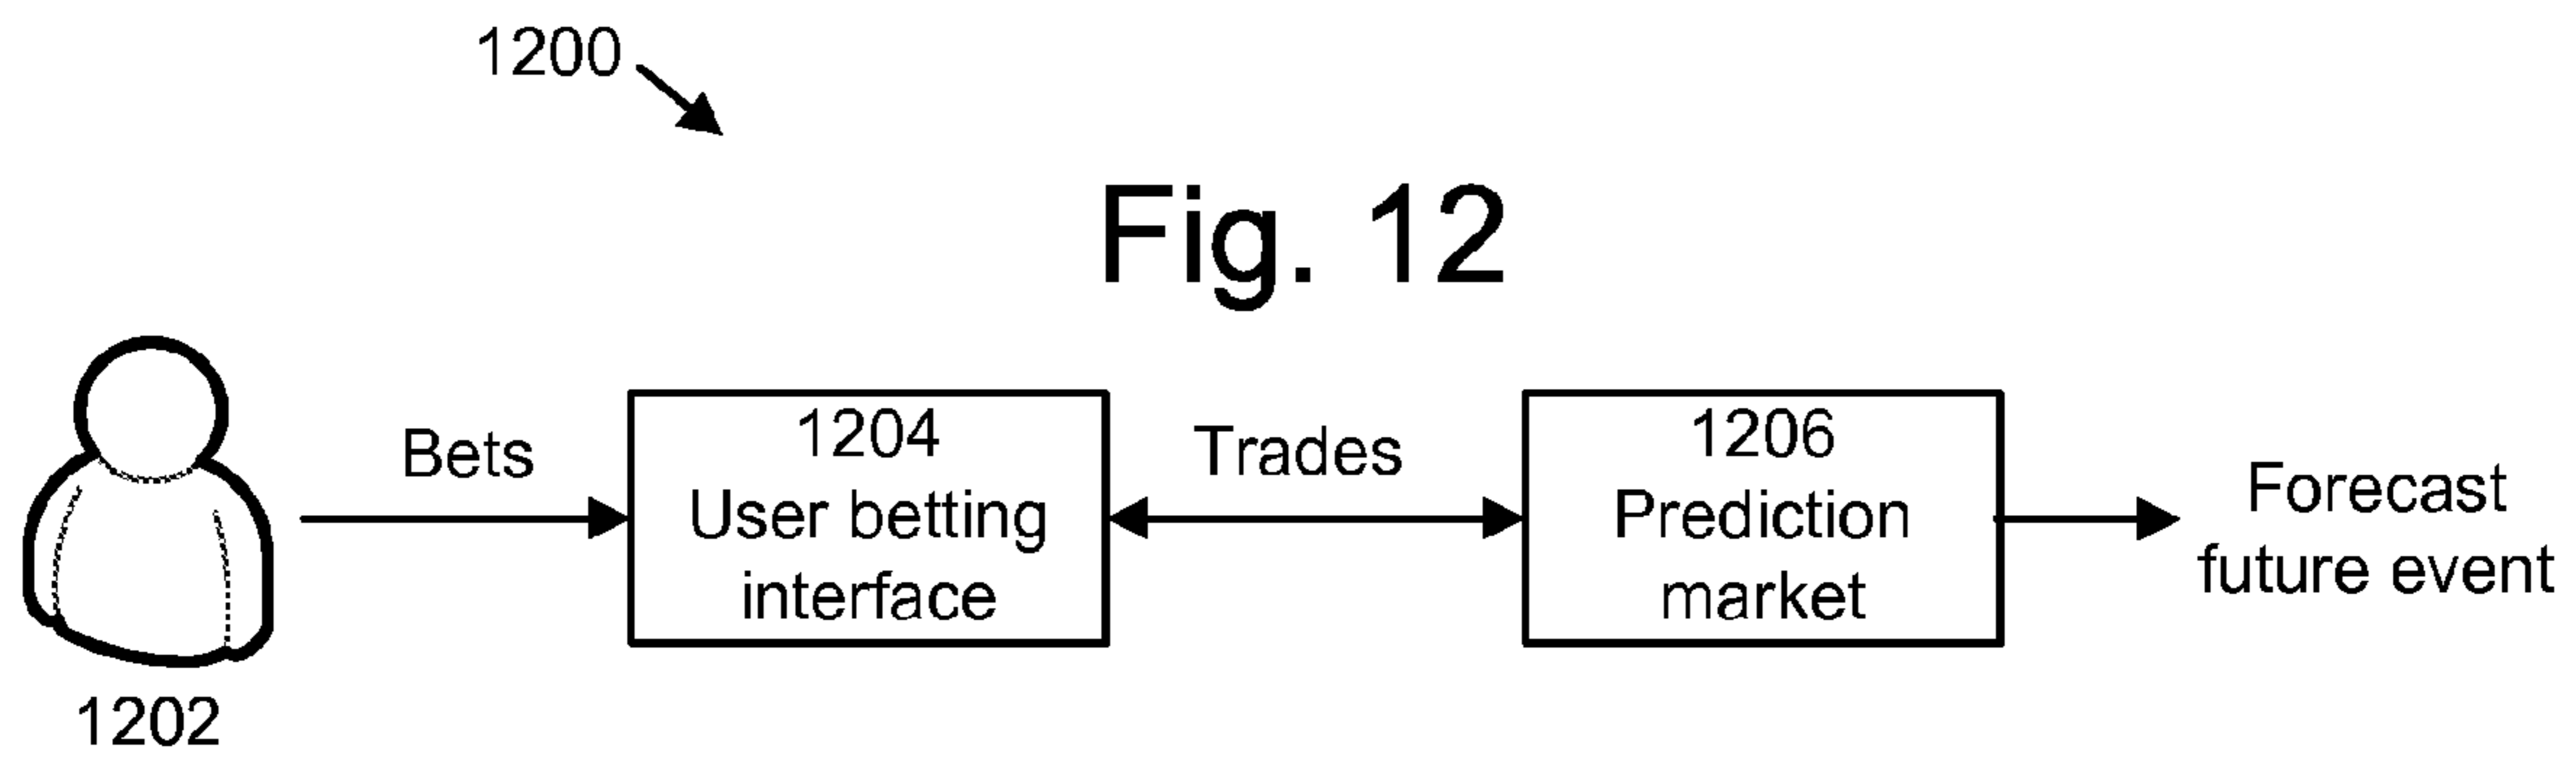 1200
Fig. 12
Bets
1204
User betting
interface
Trades
1206
Prediction
market
Forecast
future event
1202